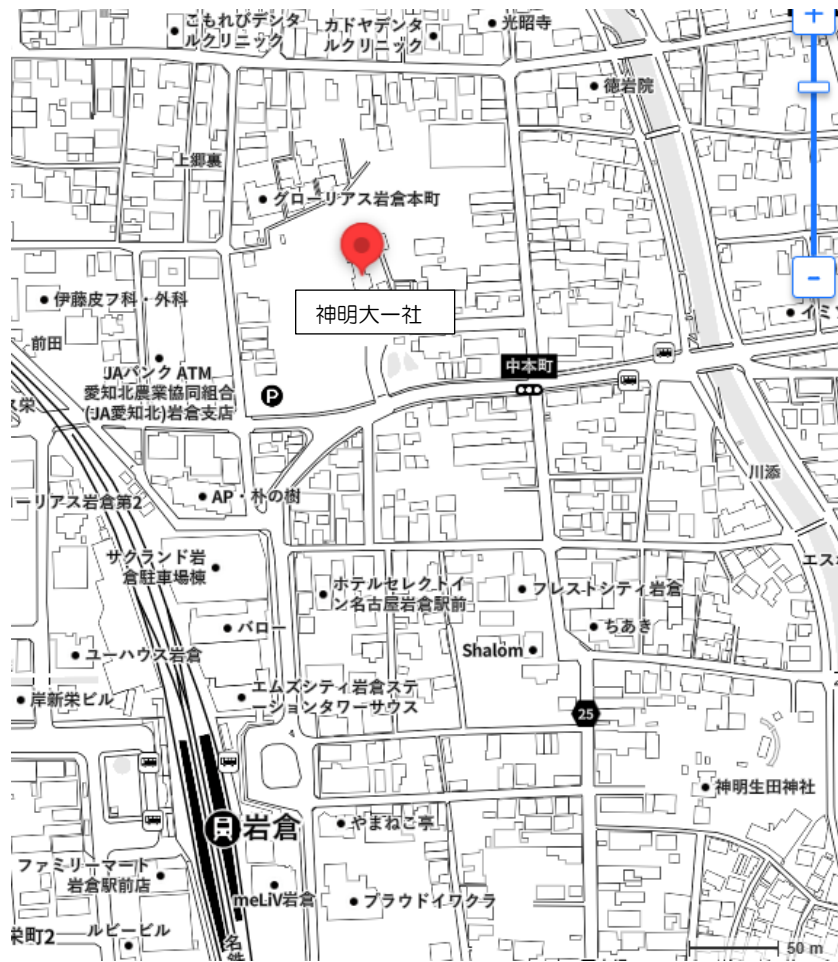 こもれびデンタ
ルクリニック
カドヤデンタ
ルクリニック
光昭寺
徳岩院
上郷裏
グローリアス岩倉本町
伊藤皮フ科・外科
神明大一社
イミン
前田
JAバンク ATM
愛知北農業協同組合
(JA愛知北)岩倉支店
P
中本町
ス栄
川添
ーリアス岩倉第2
AP・朴の樹
サクランド岩
倉駐車場棟
ホテルセレクトイ
ン名古屋岩倉駅前
フレストシティ岩倉
エスポ
バロー
ちあき
ユーハウス岩倉
Shalom
岸新栄ビル
エムズシティ岩倉ステ
ーションタワーサウス
25
神明生田神社
岩倉
やまねこ亭
ファミリーマート
岩倉駅前店
meLiV岩倉
プラウドイワクラ
栄町2
ルビービル
名鉄
50 m